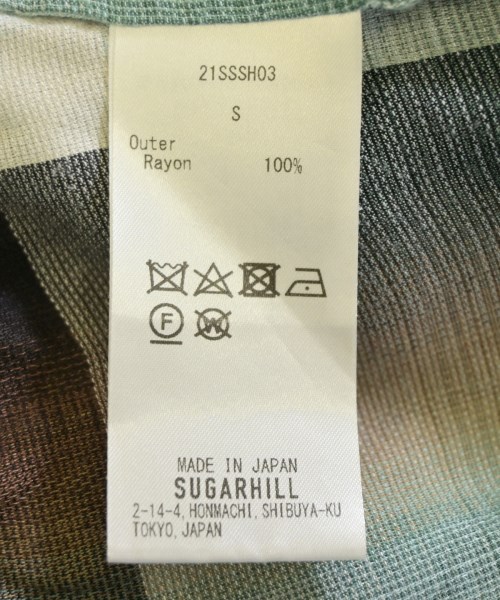 21SSSH03
S
Outer
Rayon 100%
F W
MADE IN JAPAN
SUGARHILL
2-14-4, HONMACHI, SHIBUYA-KU
TOKYO, JAPAN